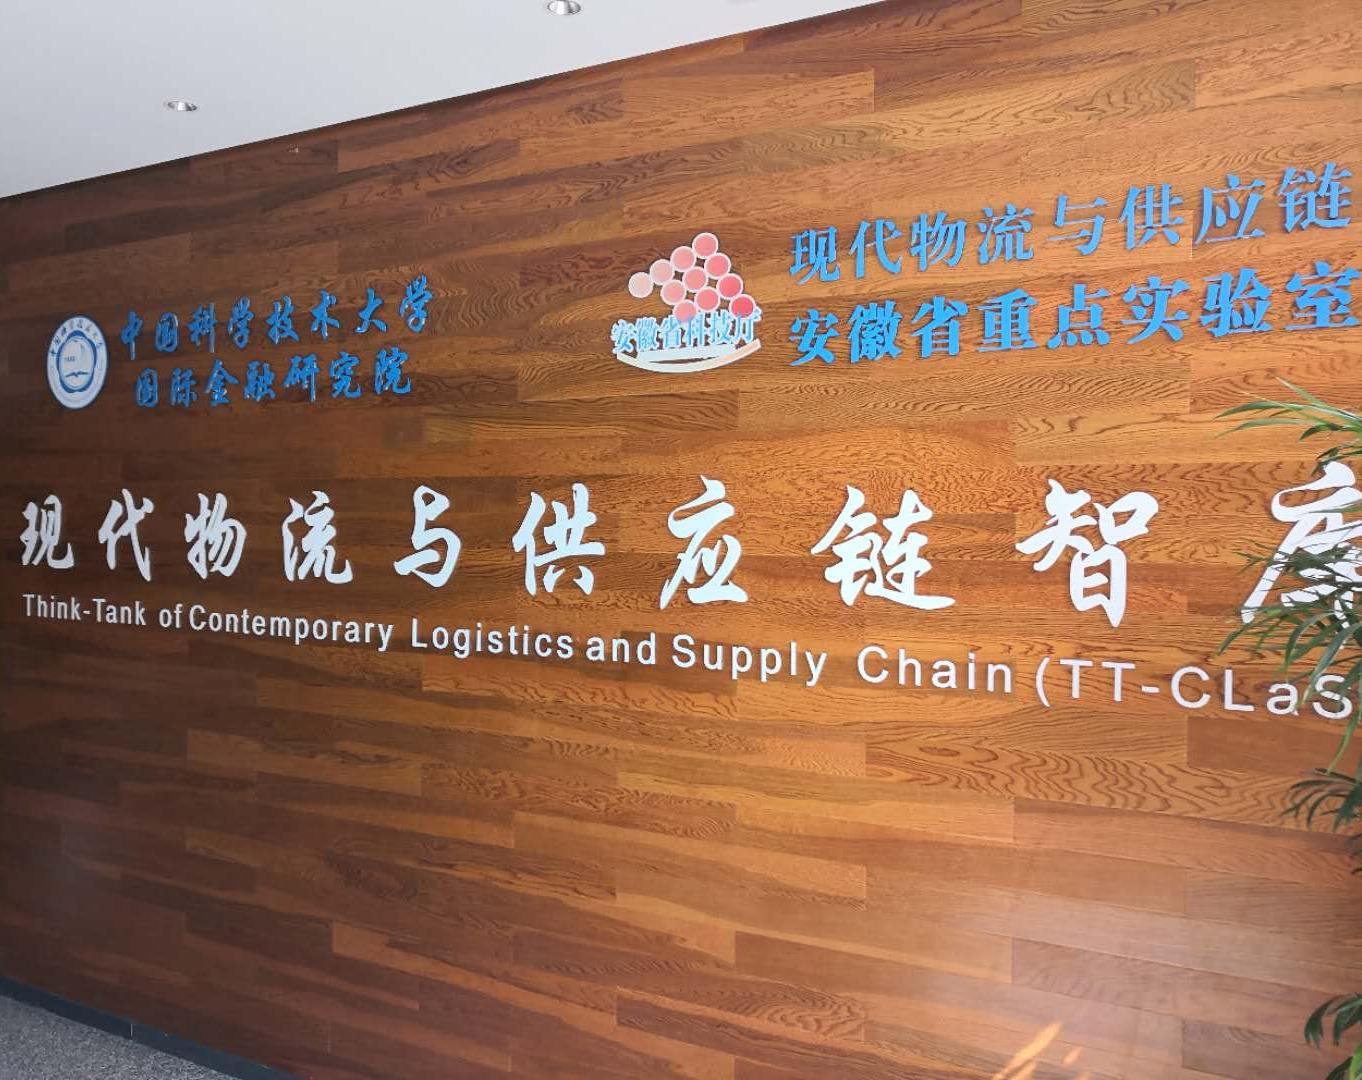 中国科学技术大学
国际金融研究院
安徽省科技厅
现代物流与供应链
安徽省重点实验室
现代物流与供应链智库
Think-Tank of Contemporary Logistics and Supply Chain (TT-CLaS